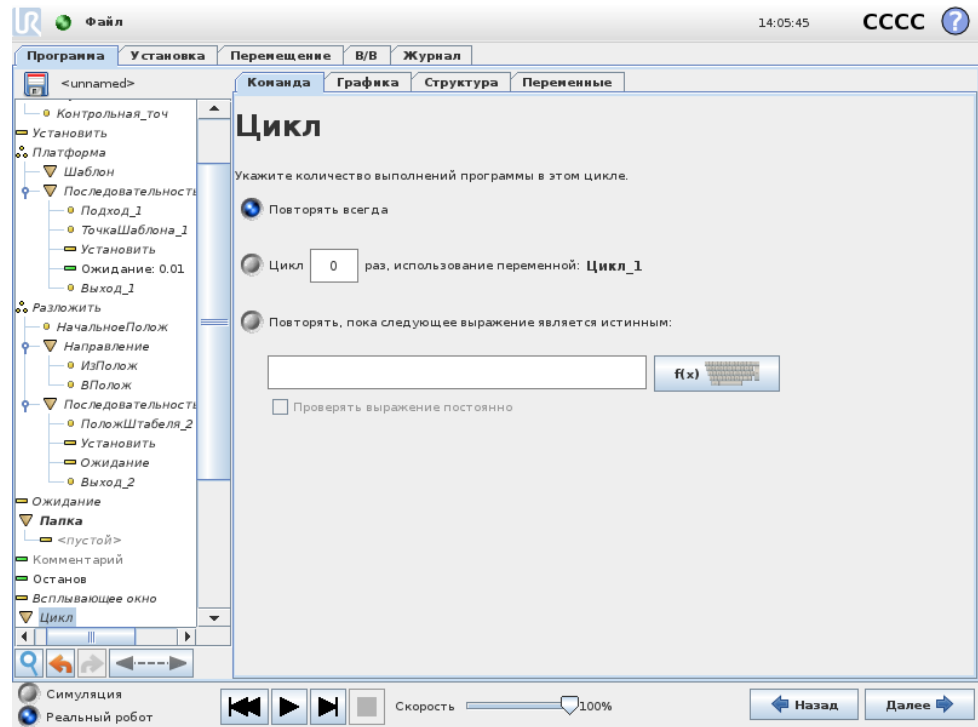 Файл
14:05:45
CCCC
?
Программа Установка Перемещение В/В Журнал
<unnamed>
Команда Графика Структура Переменные
Контрольная_точ
Установить
Платформа
Шаблон
Последовательность
Подход_1
ТочкаШаблона_1
Установить
Ожидание: 0.01
Выход_1
Разложить
НачальноеПолож
Направление
ИзПолож
ВПолож
Последовательность
ПоложШтабеля_2
Установить
Ожидание
Выход_2
Ожидание
Папка
<пустой>
Комментарий
Останов
Всплывающее окно
Цикл
Цикл
Укажите количество выполнений программы в этом цикле.
Повторять всегда
Цикл 0 раз, использование переменной: Цикл_1
Повторять, пока следующее выражение является истинным:
f(x)
Проверять выражение постоянно
Симуляция
Реальный робот
Скорость 100%
Назад
Далее